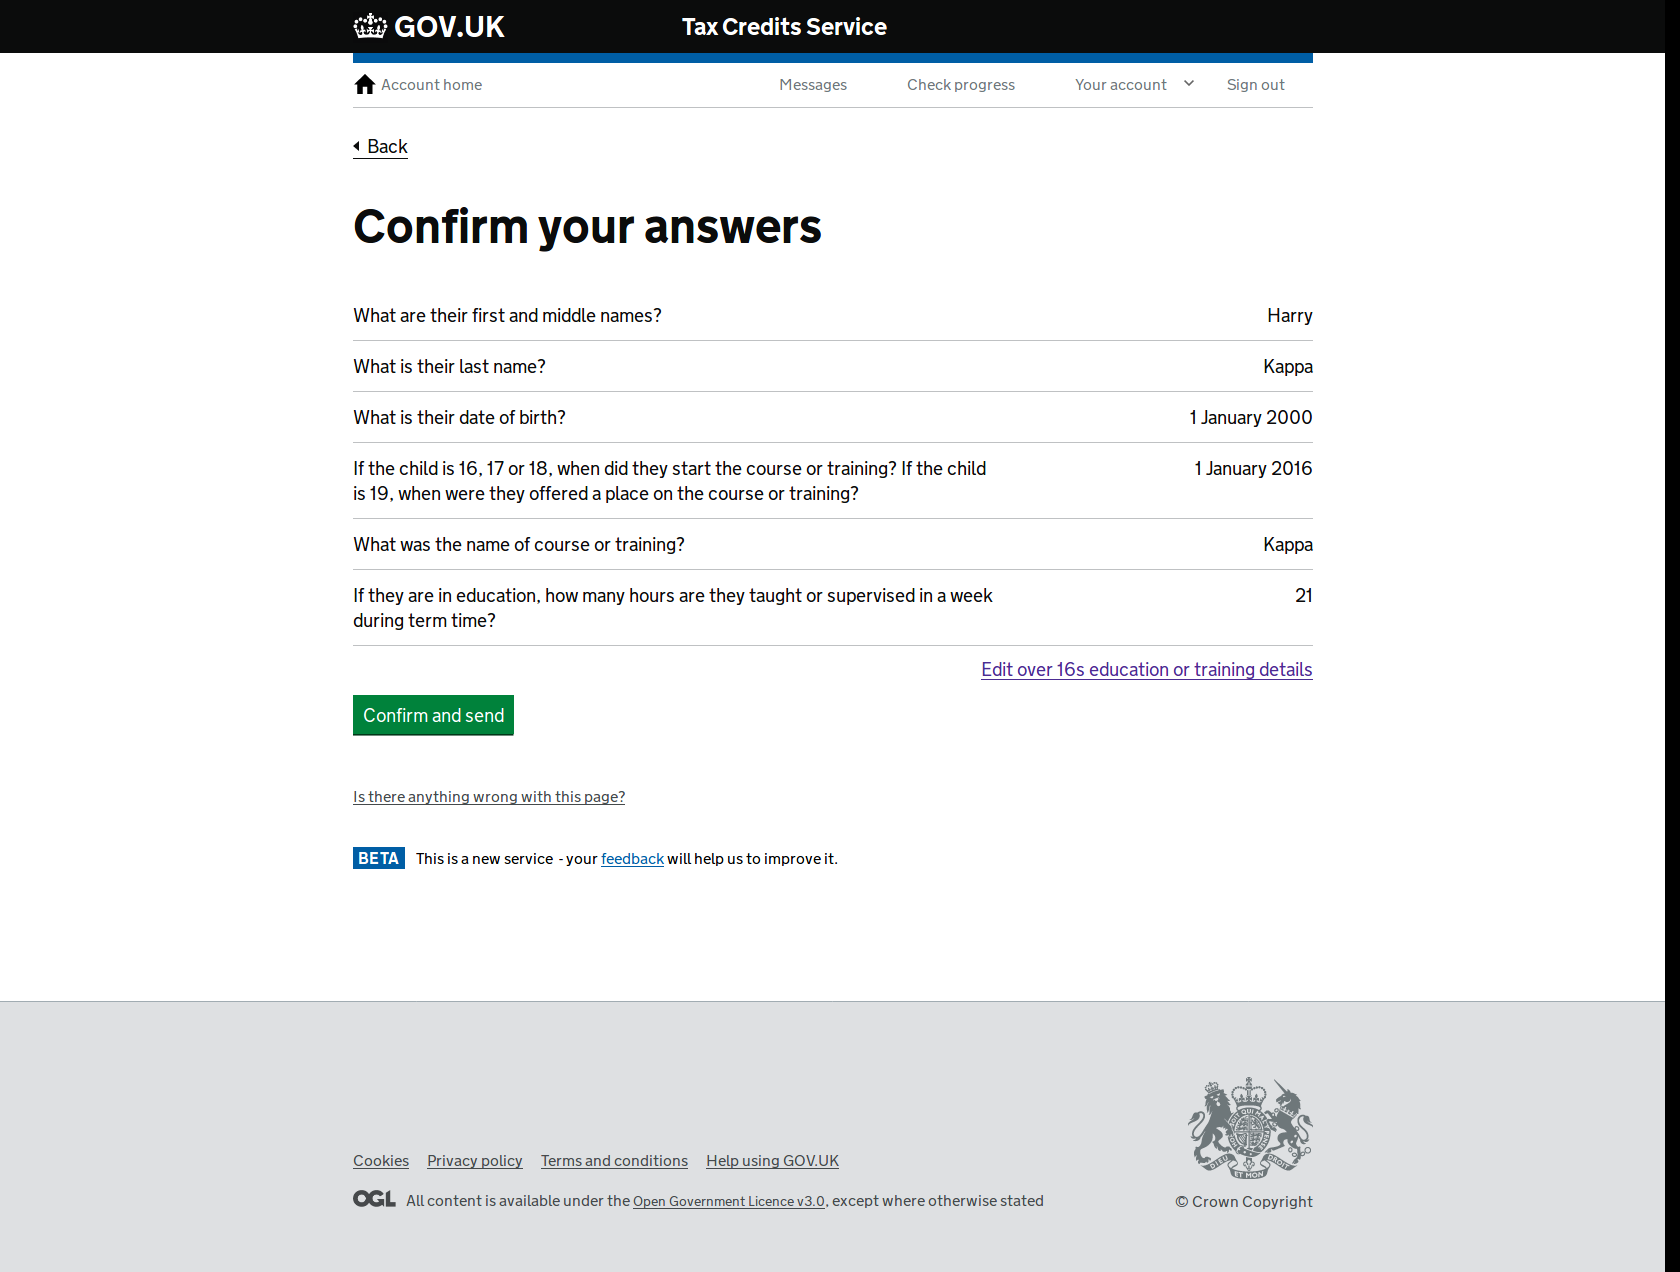 GOV.UK
Tax Credits Service
Account home
Messages
Check progress
Your account
Sign out
Back
Confirm your answers
What are their first and middle names?
Harry
What is their last name?
Kappa
What is their date of birth?
1 January 2000
If the child is 16, 17 or 18, when did they start the course or training? If the child
is 19, when were they offered a place on the course or training?
1 January 2016
What was the name of course or training?
Kappa
If they are in education, how many hours are they taught or supervised in a week
during term time?
21
Edit over 16s education or training details
Confirm and send
Is there anything wrong with this page?
BETA
This is a new service - your feedback will help us to improve it.
Cookies
Privacy policy
Terms and conditions
Help using GOV.UK
OGL
All content is available under the Open Government Licence v3.0, except where otherwise stated
© Crown Copyright